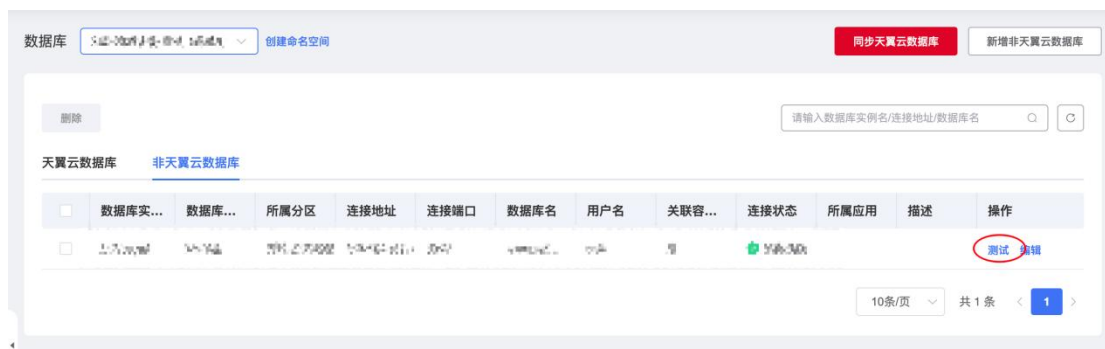 数据库 创建命名空间 同步天翼云数据库 新增非天翼云数据库
删除 请输入数据库实例名/连接地址/数据库名
天翼云数据库 非天翼云数据库
数据库实... 数据库... 所属分区 连接地址 连接端口 数据库名 用户名 关联容... 连接状态 所属应用 描述 操作
测试 编辑
10条/页 共 1 条 < 1 >